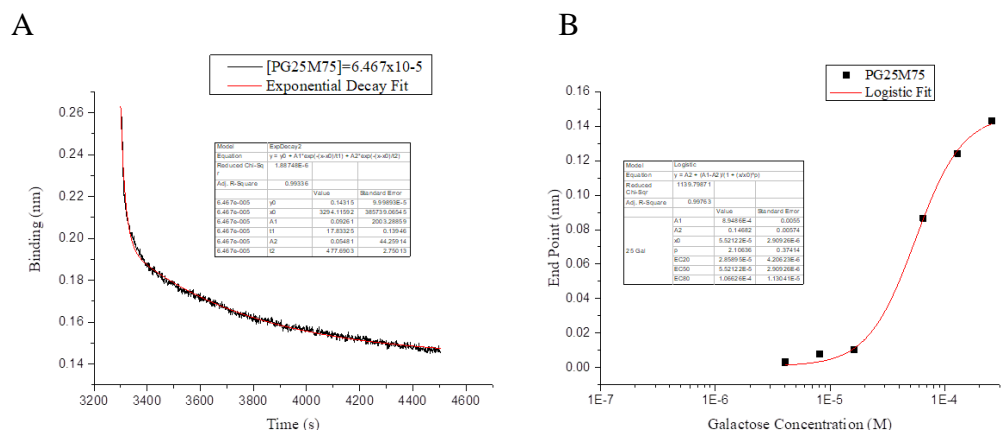 A
[PG25M75]=6.467x10-5
Exponential Decay Fit
0.26
0.24
0.22
0.20
0.18
0.16
0.14
Binding (nm)
Model ExpDecay2
Equation y = y0 + A1*exp(-(x-x0)/t1) + A2*exp(-(x-x0)/t2)
Reduced Chi-Sqr 1.88748E-6
Adj. R-Square 0.99336
Value Standard Error
6.467e-005 y0 0.14315 9.99893E-5
6.467e-005 x0 3294.11592 385739.06545
6.467e-005 A1 0.09261 2003.28859
6.467e-005 t1 17.83325 0.13946
6.467e-005 A2 0.05481 44.25914
6.467e-005 t2 477.6903 2.75013
3200 3400 3600 3800 4000 4200 4400 4600
Time (s)
B
PG25M75
Logistic Fit
0.14
0.12
0.10
0.08
0.06
0.04
0.02
0.00
End Point (nm)
Model Logistic
Equation y = A2 + (A1-A2)/(1 + (x/x0)^p)
Reduced Chi-Sqr 1139.79871
Adj. R-Square 0.99763
Value Standard Error
25 Gal
A1 8.9486E-4 0.0055
A2 0.14682 0.00574
x0 5.52122E-5 2.90926E-6
p 2.10636 0.37414
EC20 2.85895E-5 4.20623E-6
EC50 5.52122E-5 2.90926E-6
EC80 1.06626E-4 1.13041E-5
1E-7 1E-6 1E-5 1E-4
Galactose Concentration (M)